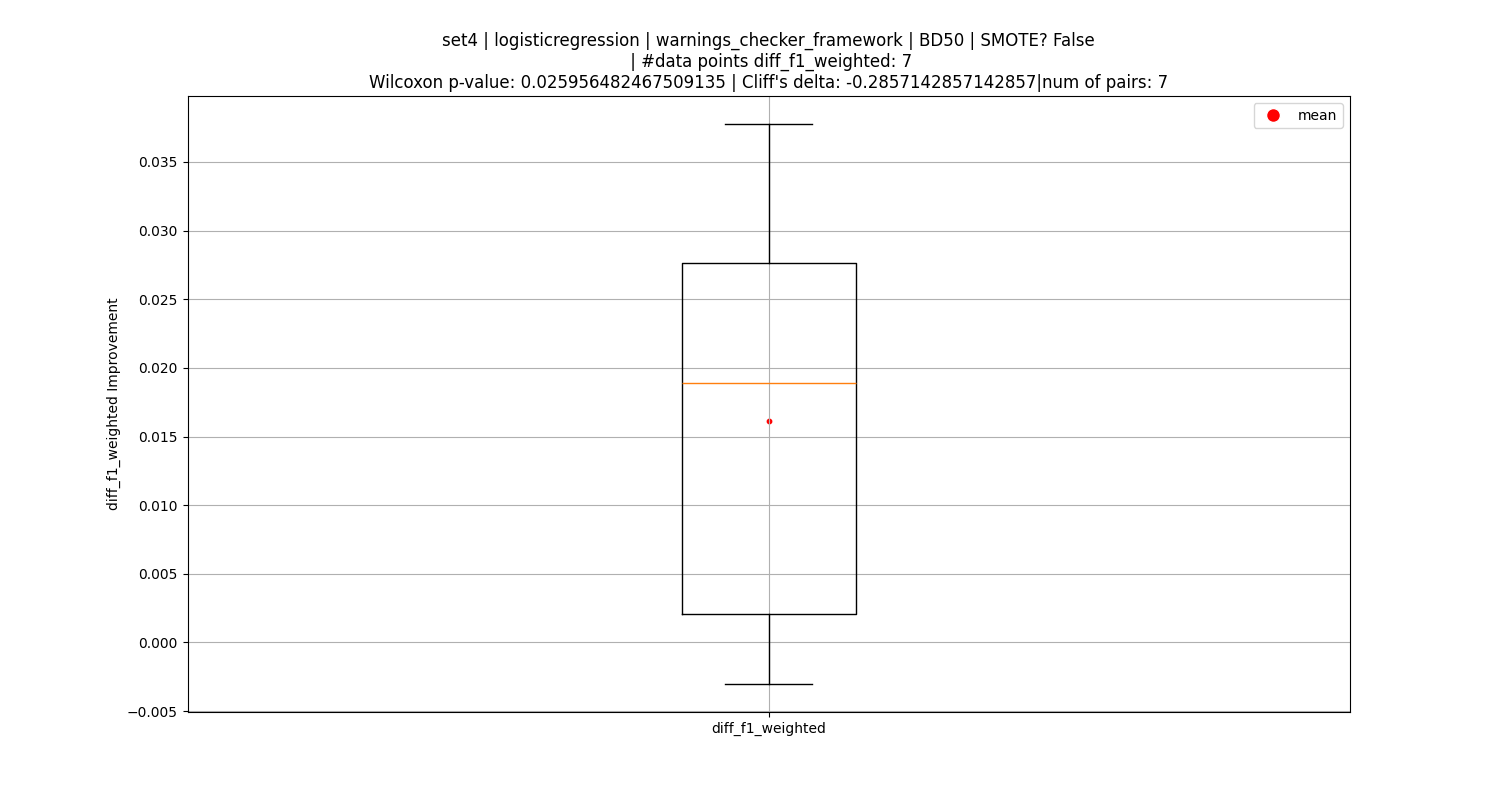 set4 | logisticregression | warnings_checker_framework | BD50 | SMOTE? False
| #data points diff_f1_weighted: 7
Wilcoxon p-value: 0.025956482467509135 | Cliff's delta: -0.2857142857142857|num of pairs: 7
mean
0.035
0.030
0.025
0.020
0.015
0.010
0.005
0.000
−0.005
diff_f1_weighted Improvement
diff_f1_weighted